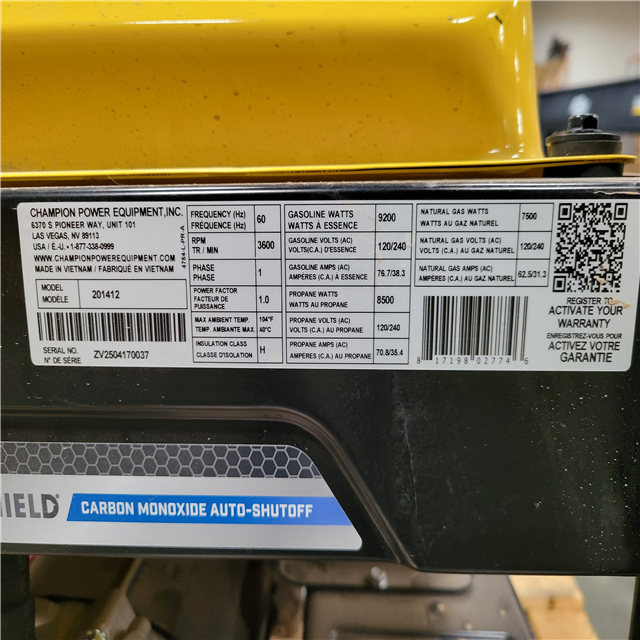 CHAMPION POWER EQUIPMENT,INC.
6370 S PIONEER WAY, UNIT 101
LAS VEGAS, NV 89113
USA / É.-U.• 1-877-338-0999
WWW.CHAMPIONPOWEREQUIPMENT.COM
MADE IN VIETNAM / FABRIQUÉ EN VIETNAM
MODEL
MODÈLE
201412
SERIAL NO.
N° DE SÉRIE
ZV2504170037
4764-L-PR-A
FREQUENCY (Hz)
FRÉQUENCE (Hz)
60
RPM
TR / MIN
3600
PHASE
PHASE
1
POWER FACTOR
FACTEUR DE
PUISSANCE
1.0
MAX AMBIENT TEMP.
TEMP. AMBIANTE MAX.
104°F
40°C
INSULATION CLASS
CLASSE D'ISOLATION
H
GASOLINE WATTS
WATTS À ESSENCE
9200
GASOLINE VOLTS (AC)
VOLTS(C.A.) D'ESSENCE
120/240
GASOLINE AMPS (AC)
AMPÈRES (C.A.) À L'ESSENCE
76.7/38.3
PROPANE WATTS
WATTS AU PROPANE
8500
PROPANE VOLTS (AC)
VOLTS (C.A.) AU PROPANE
120/240
PROPANE AMPS (AC)
AMPÈRES (C.A.) AU PROPANE
70.8/35.4
NATURAL GAS WATTS
WATTS AU GAZ NATUREL
7500
NATURAL GAS VOLTS (AC)
VOLTS (C.A.) AU GAZ NATUREL
120/240
NATURAL GAS AMPS (AC)
AMPÈRES (C.A.) AU GAZ NATUREL
62.5/31.3
8 17198 02774 6
REGISTER TO
ACTIVATE YOUR
WARRANTY
ENREGISTREZ-VOUS POUR
ACTIVEZ VOTRE
GARANTIE
HIELD®
CARBON MONOXIDE AUTO-SHUTOFF